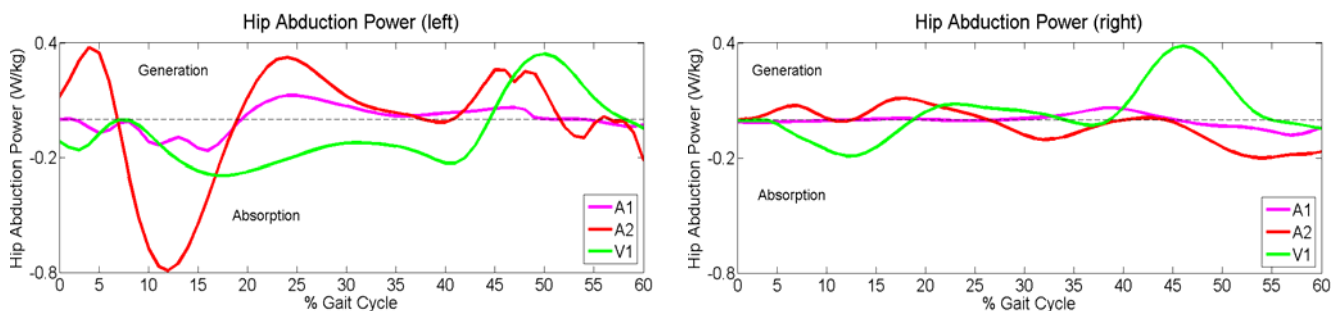 Hip Abduction Power (left)
Hip Abduction Power (W/kg)
0.4
-0.2
-0.8
Generation
Absorption
A1
A2
V1
0 5 10 15 20 25 30 35 40 45 50 55 60
% Gait Cycle
Hip Abduction Power (right)
Hip Abduction Power (W/kg)
0.4
-0.2
-0.8
Generation
Absorption
A1
A2
V1
0 5 10 15 20 25 30 35 40 45 50 55 60
% Gait Cycle